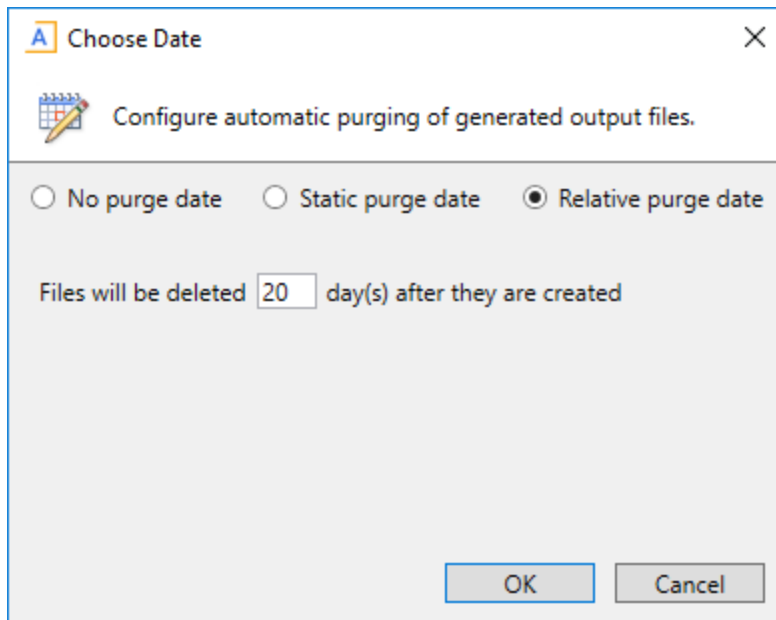 A Choose Date
Configure automatic purging of generated output files.
No purge date Static purge date Relative purge date
Files will be deleted 20 day(s) after they are created
OK Cancel